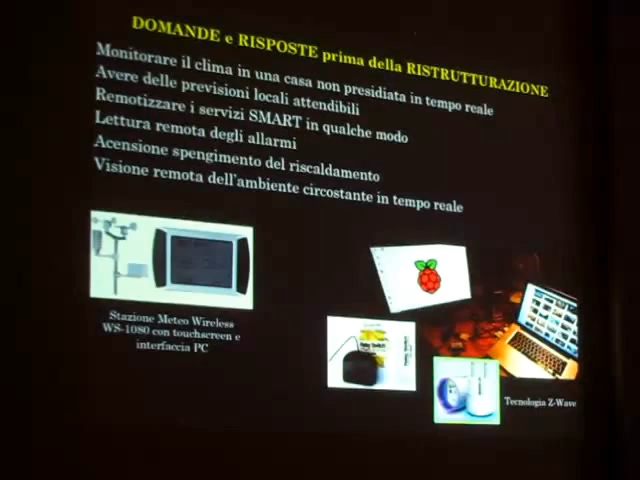 DOMANDE e RISPOSTE prima della RISTRUTTURAZIONE
Monitorare il clima in una casa non presidiata in tempo reale
Avere delle previsioni locali attendibili
Remotizzare i servizi SMART in qualche modo
Lettura remota degli allarmi
Acensione spengimento del riscaldamento
Visione remota dell'ambiente circostante in tempo reale
Stazione Meteo Wireless
WS-1080 con touchscreen e
interfaccia PC
Tecnologia Z-Wave